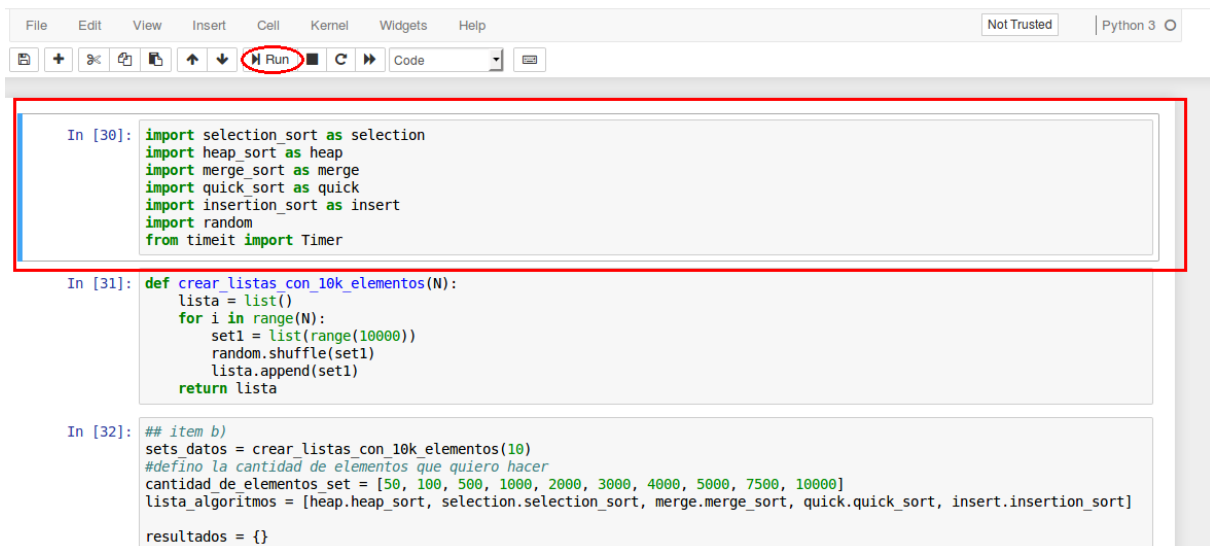 File Edit View Insert Cell Kernel Widgets Help Not Trusted Python 3
Run Code
In [30]: import selection_sort as selection
import heap_sort as heap
import merge_sort as merge
import quick_sort as quick
import insertion_sort as insert
import random
from timeit import Timer
In [31]: def crear_listas_con_10k_elementos(N):
    lista = list()
    for i in range(N):
        set1 = list(range(10000))
        random.shuffle(set1)
        lista.append(set1)
    return lista
In [32]: ## item b)
sets_datos = crear_listas_con_10k_elementos(10)
#defino la cantidad de elementos que quiero hacer
cantidad_de_elementos_set = [50, 100, 500, 1000, 2000, 3000, 4000, 5000, 7500, 10000]
lista_algoritmos = [heap.heap_sort, selection.selection_sort, merge.merge_sort, quick.quick_sort, insert.insertion_sort]
resultados = {}